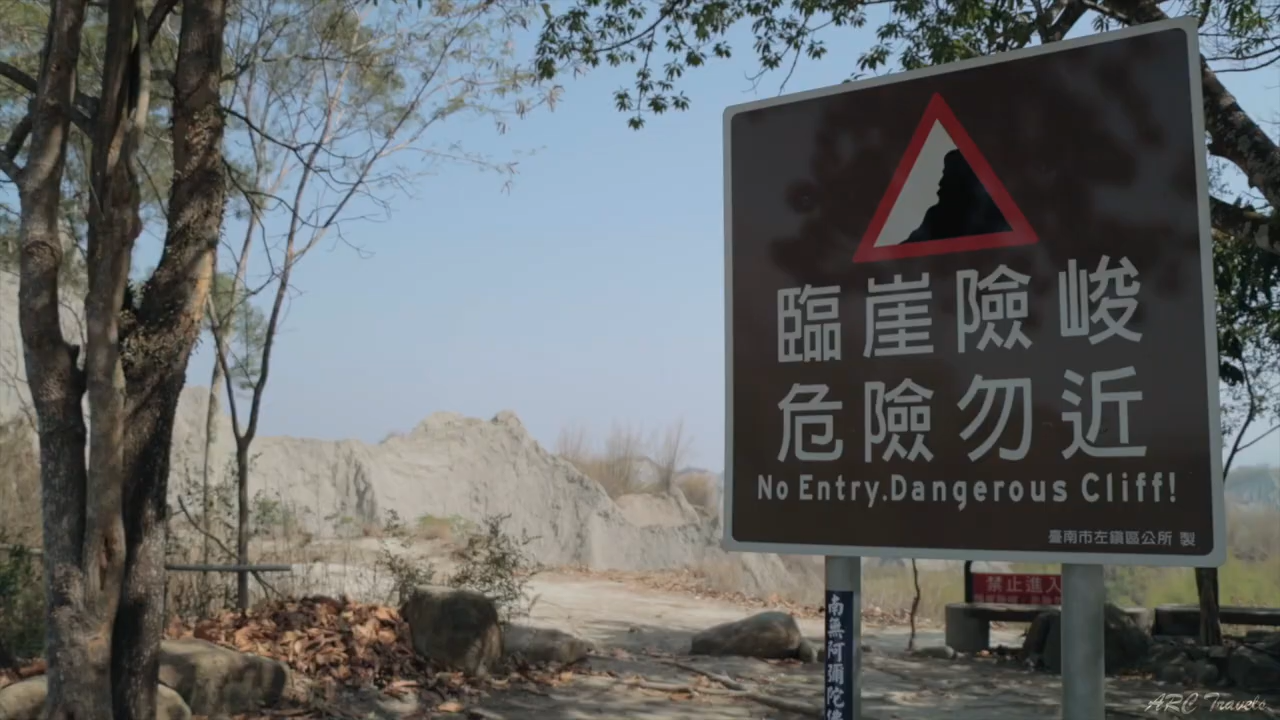 臨崖險峻
危險勿近
No Entry.Dangerous Cliff!
臺南市左鎮區公所 製
禁止進入
南無阿彌陀佛
ARC Travels